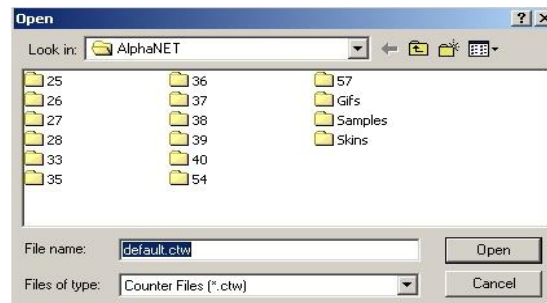 Open
Look in: AlphaNET
25 36 57
26 37 Gifs
27 38 Samples
28 39 Skins
33 40
35 54
File name: default.ctw Open
Files of type: Counter Files (*.ctw) Cancel